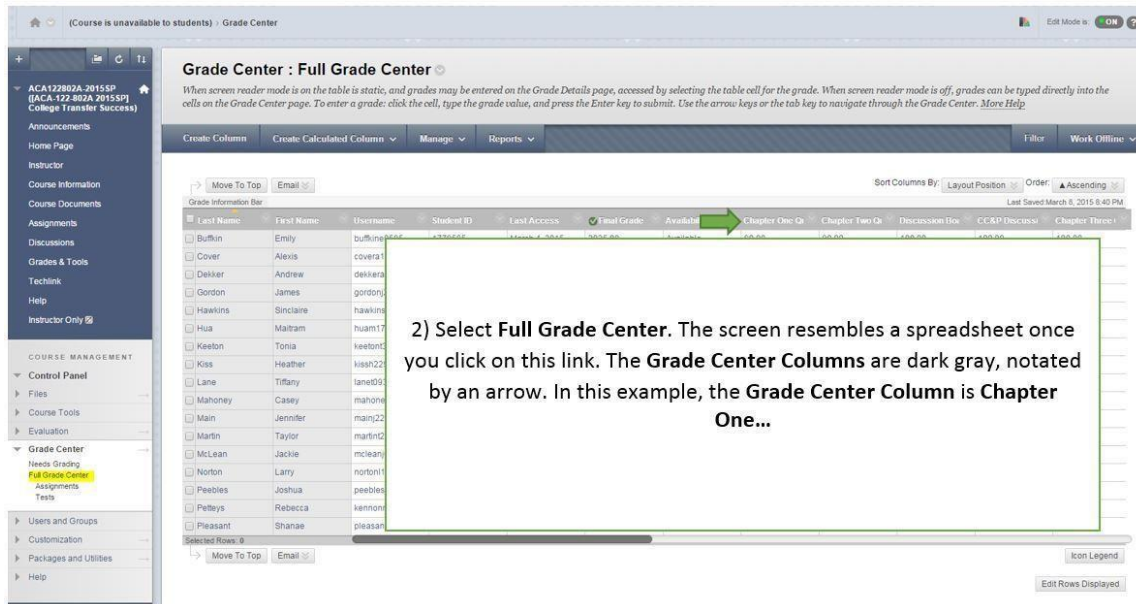 (Course is unavailable to students) > Grade Center
Edit Mode is: ON ?
ACA122802A-2015SP
([ACA-122-802A 2015SP]
College Transfer Success)
Announcements
Home Page
Instructor
Course Information
Course Documents
Assignments
Discussions
Grades & Tools
Techlink
Help
Instructor Only
COURSE MANAGEMENT
Control Panel
Files
Course Tools
Evaluation
Grade Center
Needs Grading
Full Grade Center
Assignments
Tests
Users and Groups
Customization
Packages and Utilities
Help
Grade Center : Full Grade Center
When screen reader mode is on the table is static, and grades may be entered on the Grade Details page, accessed by selecting the table cell for the grade. When screen reader mode is off, grades can be typed directly into the
cells on the Grade Center page. To enter a grade: click the cell, type the grade value, and press the Enter key to submit. Use the arrow keys or the tab key to navigate through the Grade Center. More Help
Create Column Create Calculated Column Manage Reports Filter Work Offline
Move To Top Email Sort Columns By: Layout Position Order: Ascending
Grade Information Bar Last Saved:March 8, 2015 8:40 PM
Last Name First Name Username Student ID Last Access Final Grade Availabil Chapter One Qu Chapter Two Qu Discussion Boa CC&P Discussi Chapter Three
Buffkin Emily
Cover Alexis covera1
Dekker Andrew dekkera
Gordon James gordonj
Hawkins Sinclaire hawkins
Hua Maitram huam17
Keeton Tonia keetont
Kiss Heather kissh22
Lane Tiffany lanet09
Mahoney Casey mahone
Main Jennifer mainj22
Martin Taylor martint2
McLean Jackie mcleanj
Norton Larry nortonl1
Peebles Joshua peebles
Petteys Rebecca kennon
Pleasant Shanae pleasan
Selected Rows: 0
Move To Top Email Icon Legend
Edit Rows Displayed
2) Select Full Grade Center. The screen resembles a spreadsheet once
you click on this link. The Grade Center Columns are dark gray, notated
by an arrow. In this example, the Grade Center Column is Chapter
One…